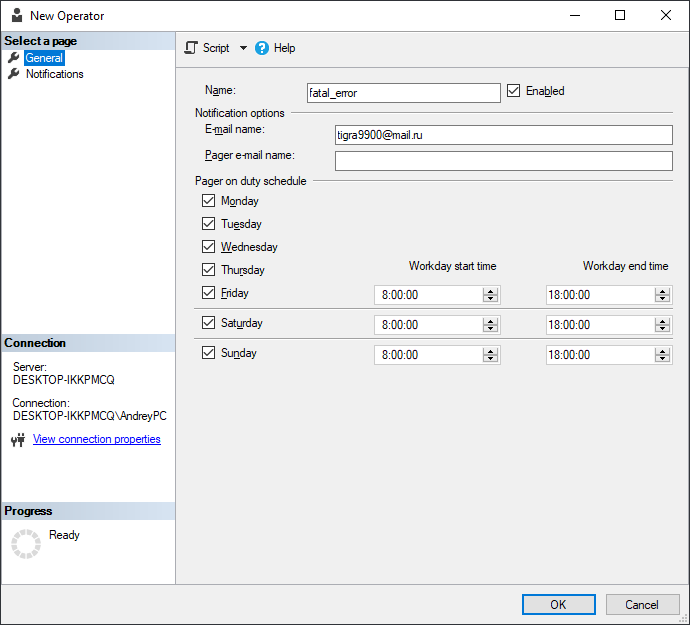 New Operator
Select a page
General
Notifications
Script
Help
Name:
fatal_error
Enabled
Notification options
E-mail name:
tigra9900@mail.ru
Pager e-mail name:
Pager on duty schedule
Monday
Tuesday
Wednesday
Thursday
Workday start time
Workday end time
Friday
8:00:00
18:00:00
Saturday
8:00:00
18:00:00
Sunday
8:00:00
18:00:00
Connection
Server:
DESKTOP-IKKPMCQ
Connection:
DESKTOP-IKKPMCQ\AndreyPC
View connection properties
Progress
Ready
OK
Cancel